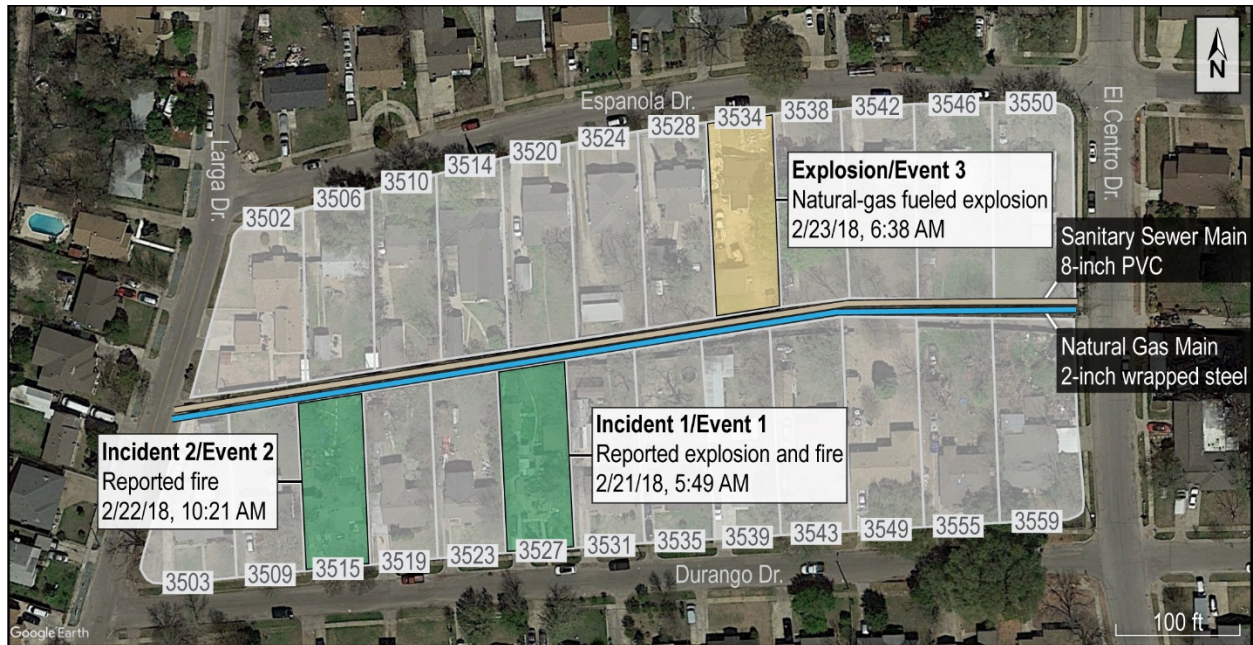 N
Espanola Dr.
3502
3506
3510
3514
3520
3524
3528
3534
3538
3542
3546
3550
Larga Dr.
El Centro Dr.
Explosion/Event 3
Natural-gas fueled explosion
2/23/18, 6:38 AM
Sanitary Sewer Main
8-inch PVC
Natural Gas Main
2-inch wrapped steel
Incident 2/Event 2
Reported fire
2/22/18, 10:21 AM
Incident 1/Event 1
Reported explosion and fire
2/21/18, 5:49 AM
3503
3509
3515
3519
3523
3527
3531
3535
3539
3543
3549
3555
3559
Durango Dr.
Google Earth
100 ft